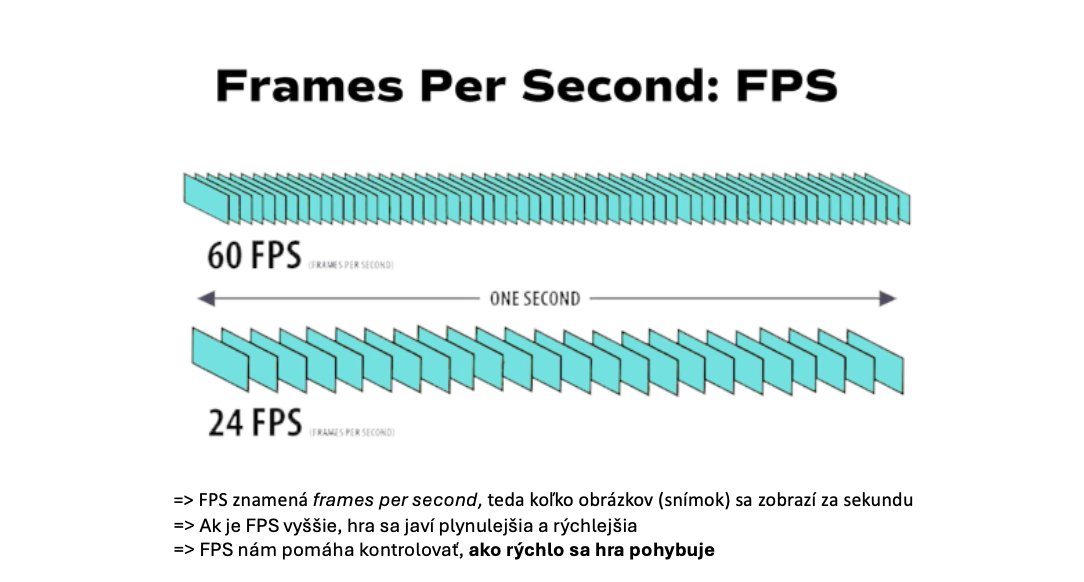 Frames Per Second: FPS
60 FPS (FRAMES PER SECOND)
ONE SECOND
24 FPS (FRAMES PER SECOND)
=> FPS znamená frames per second, teda koľko obrázkov (snímok) sa zobrazí za sekundu
=> Ak je FPS vyššie, hra sa javí plynulejšia a rýchlejšia
=> FPS nám pomáha kontrolovať, ako rýchlo sa hra pohybuje